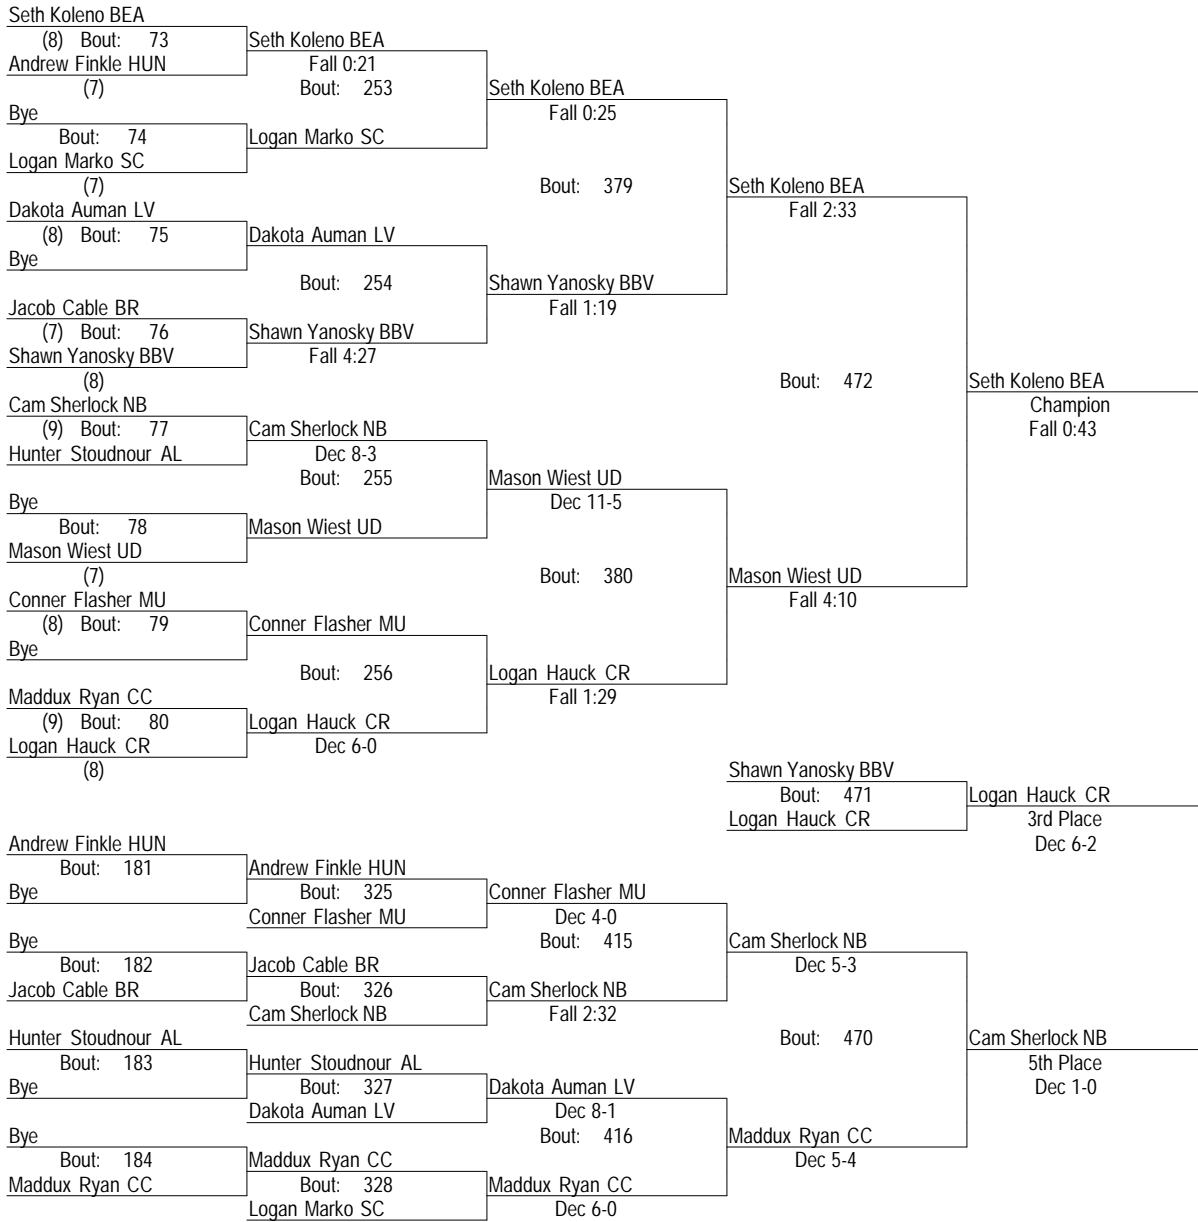 Seth Koleno BEA
(8) Bout: 73
Seth Koleno BEA
Andrew Finkle HUN
Fall 0:21
(7)
Bout: 253
Seth Koleno BEA
Bye
Fall 0:25
Bout: 74
Logan Marko SC
Logan Marko SC
(7)
Bout: 379
Seth Koleno BEA
Dakota Auman LV
Fall 2:33
(8) Bout: 75
Dakota Auman LV
Bye
Bout: 254
Shawn Yanosky BBV
Jacob Cable BR
Fall 1:19
(7) Bout: 76
Shawn Yanosky BBV
Shawn Yanosky BBV
Fall 4:27
(8)
Bout: 472
Seth Koleno BEA
Cam Sherlock NB
Champion
(9) Bout: 77
Cam Sherlock NB
Fall 0:43
Hunter Stoudnour AL
Dec 8-3
Bout: 255
Mason Wiest UD
Bye
Dec 11-5
Bout: 78
Mason Wiest UD
Mason Wiest UD
(7)
Bout: 380
Mason Wiest UD
Conner Flasher MU
Fall 4:10
(8) Bout: 79
Conner Flasher MU
Bye
Bout: 256
Logan Hauck CR
Maddux Ryan CC
Fall 1:29
(9) Bout: 80
Logan Hauck CR
Logan Hauck CR
Dec 6-0
(8)
Shawn Yanosky BBV
Bout: 471
Logan Hauck CR
Logan Hauck CR
3rd Place
Dec 6-2
Andrew Finkle HUN
Bout: 181
Andrew Finkle HUN
Bye
Bout: 325
Conner Flasher MU
Conner Flasher MU
Dec 4-0
Bye
Bout: 415
Cam Sherlock NB
Bout: 182
Jacob Cable BR
Dec 5-3
Jacob Cable BR
Bout: 326
Cam Sherlock NB
Cam Sherlock NB
Fall 2:32
Hunter Stoudnour AL
Bout: 470
Cam Sherlock NB
Bout: 183
Hunter Stoudnour AL
5th Place
Bye
Bout: 327
Dakota Auman LV
Dec 1-0
Dakota Auman LV
Dec 8-1
Bye
Bout: 416
Maddux Ryan CC
Bout: 184
Maddux Ryan CC
Dec 5-4
Maddux Ryan CC
Bout: 328
Maddux Ryan CC
Logan Marko SC
Dec 6-0